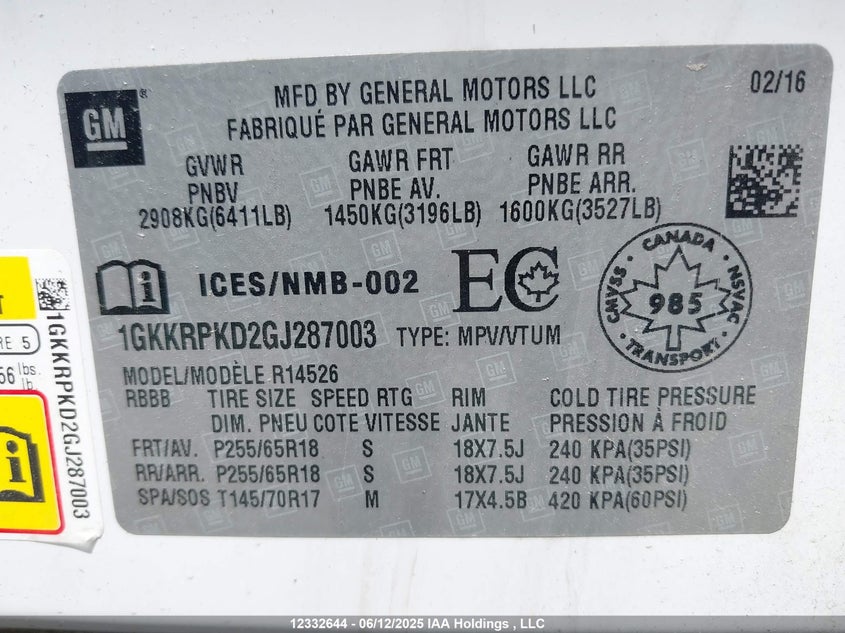 GM
®
MFD BY GENERAL MOTORS LLC
02/16
FABRIQUÉ PAR GENERAL MOTORS LLC
GVWR GAWR FRT GAWR RR
PNBV PNBE AV. PNBE ARR.
2908KG(6411LB) 1450KG(3196LB) 1600KG(3527LB)
ICES/NMB-002
EC
CANADA
CMVSS NSVAC
985
TRANSPORT
1GKKRPKD2GJ287003 TYPE: MPV/VTUM
MODEL/MODÈLE R14526
RBBB TIRE SIZE SPEED RTG RIM COLD TIRE PRESSURE
DIM. PNEU COTE VITESSE JANTE PRESSION À FROID
FRT/AV. P255/65R18 S 18X7.5J 240 KPA(35PSI)
RR/ARR. P255/65R18 S 18X7.5J 240 KPA(35PSI)
SPA/SOS T145/70R17 M 17X4.5B 420 KPA(60PSI)
T
RE 5
56 lbs.
lb.
1GKKRPKD2GJ287003
12332644 - 06/12/2025 IAA Holdings , LLC